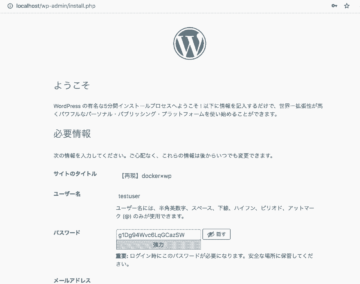 localhost/wp-admin/install.php
ようこそ
WordPress の有名な5分間インストールプロセスへようこそ！以下に情報を記入するだけで、世界一拡張性が高
くパワフルなパーソナル・パブリッシング・プラットフォームを使い始めることができます。
必要情報
次の情報を入力してください。ご心配なく、これらの情報は後からいつでも変更できます。
サイトのタイトル
【再現】docker+wp
ユーザー名
testuser
ユーザー名には、半角英数字、スペース、下線、ハイフン、ピリオド、アットマー
ク (@) のみが使用できます。
パスワード
隠す
強力
重要: ログイン時にこのパスワードが必要になります。安全な場所に保管してくだ
さい。
メールアドレス